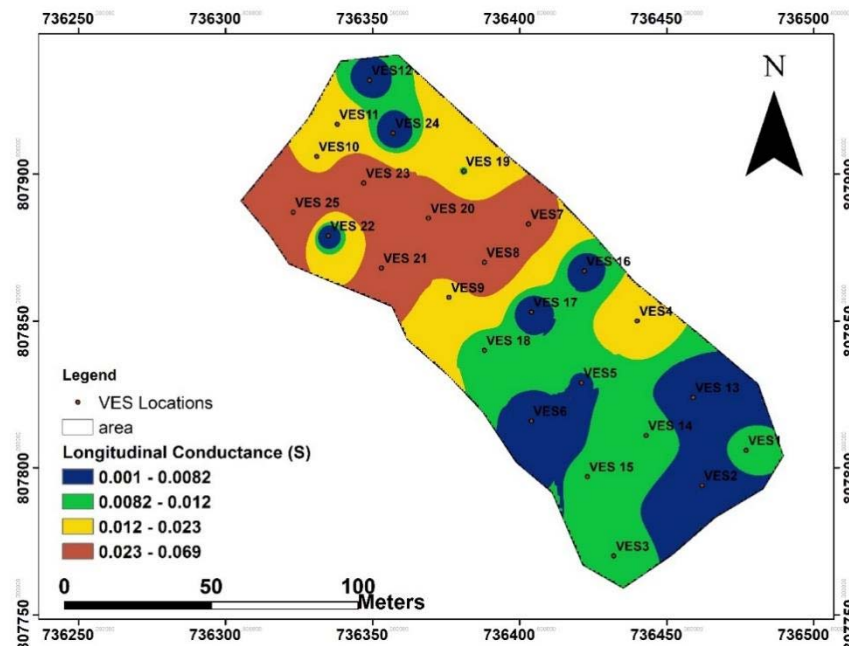 736250 736300 736350 736400 736450 736500
N
VES12
VES11
VES 24
VES10
VES 19
807900
807900
VES 23
VES 25
VES 20
VES7
VES 22
VES 21
VES8
VES 16
VES9
VES 17
VES4
807850
807850
VES 18
VES5
VES 13
VES6
VES 14
VES1
VES 15
VES2
VES3
Legend
VES Locations
area
Longitudinal Conductance (S)
0.001 - 0.0082
0.0082 - 0.012
0.012 - 0.023
0.023 - 0.069
807800
807800
0 50 100
Meters
807750
807750
736250 736300 736350 736400 736450 736500